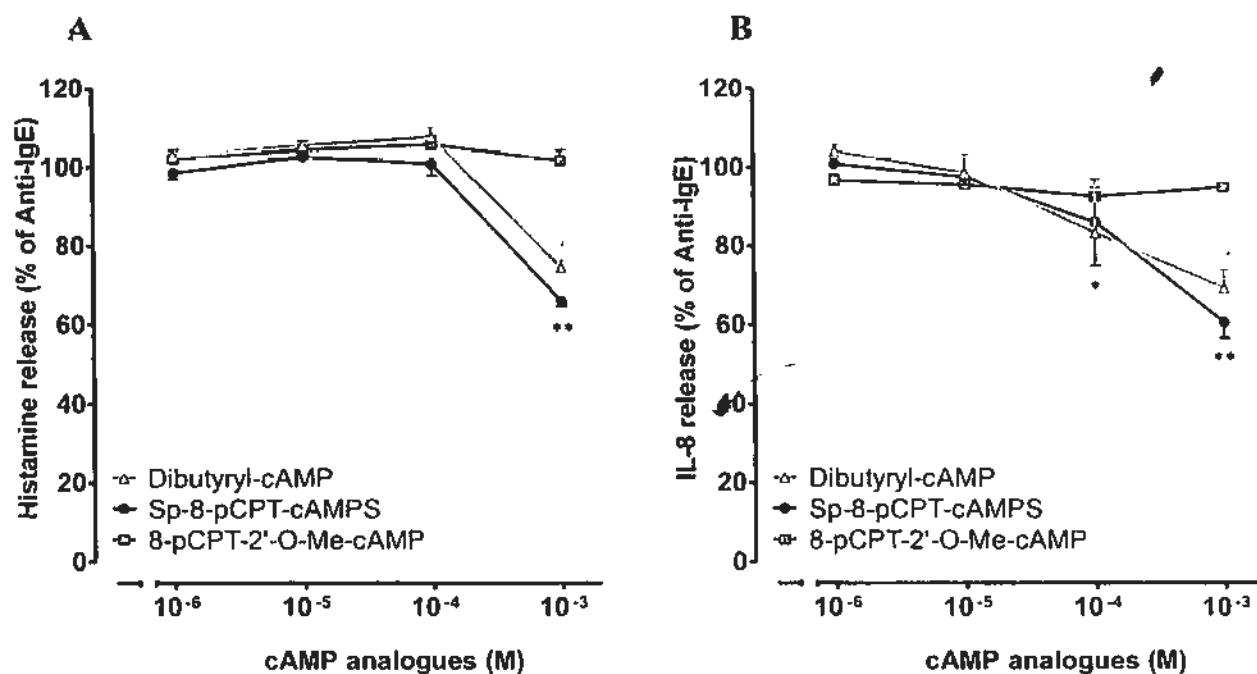 A
Histamine release (% of Anti-IgE)
120
100
80
60
40
20
0
**
Dibutyryl-cAMP
Sp-8-pCPT-cAMPS
8-pCPT-2'-O-Me-cAMP
10-6
10-5
10-4
10-3
cAMP analogues (M)
B
IL-8 release (% of Anti-IgE)
120
100
80
60
40
20
0
*
**
Dibutyryl-cAMP
Sp-8-pCPT-cAMPS
8-pCPT-2'-O-Me-cAMP
10-6
10-5
10-4
10-3
cAMP analogues (M)